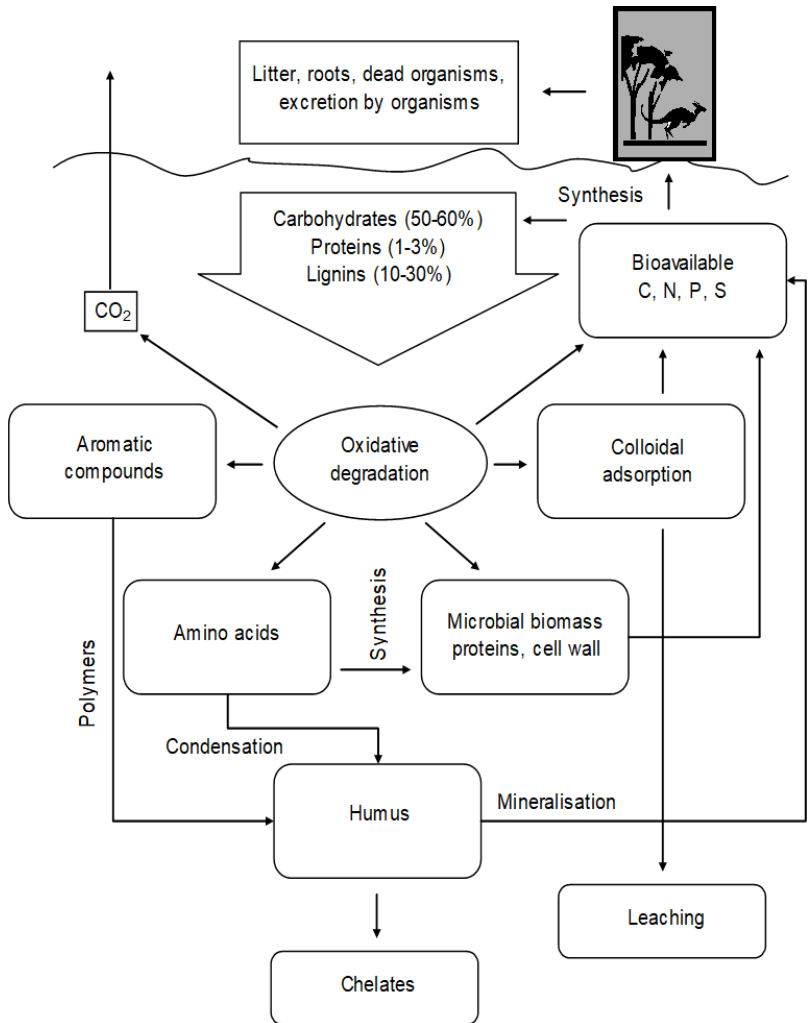 Litter, roots, dead organisms,
excretion by organisms
Synthesis
Carbohydrates (50-60%)
Proteins (1-3%)
Lignins (10-30%)
Bioavailable
C, N, P, S
CO₂
Aromatic
compounds
Oxidative
degradation
Colloidal
adsorption
Amino acids
Synthesis
Microbial biomass
proteins, cell wall
Polymers
Condensation
Humus
Mineralisation
Leaching
Chelates